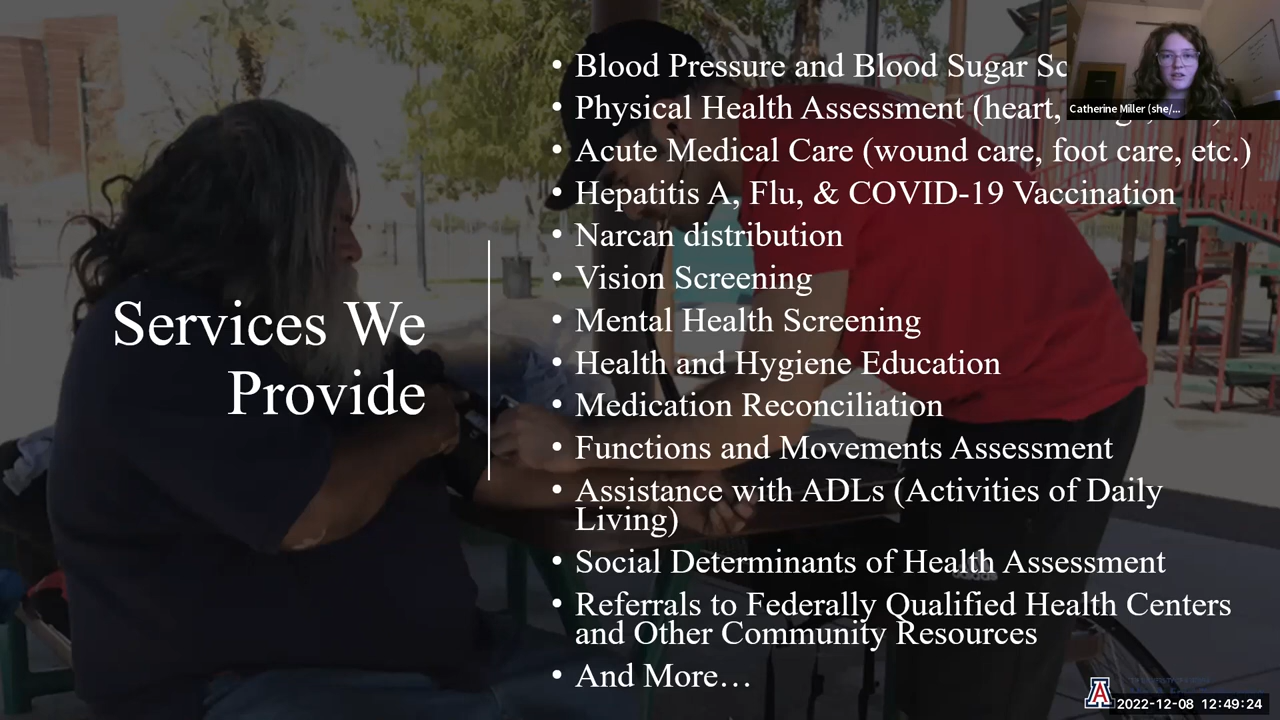 Services We
Provide
• Blood Pressure and Blood Sugar
• Physical Health Assessment (heart,
• Acute Medical Care (wound care, foot care, etc.)
• Hepatitis A, Flu, & COVID-19 Vaccination
• Narcan distribution
• Vision Screening
• Mental Health Screening
• Health and Hygiene Education
• Medication Reconciliation
• Functions and Movements Assessment
• Assistance with ADLs (Activities of Daily
Living)
• Social Determinants of Health Assessment
• Referrals to Federally Qualified Health Centers
and Other Community Resources
• And More…
Catherine Miller (she/...
adidas
A
2022-12-08 12:49:24